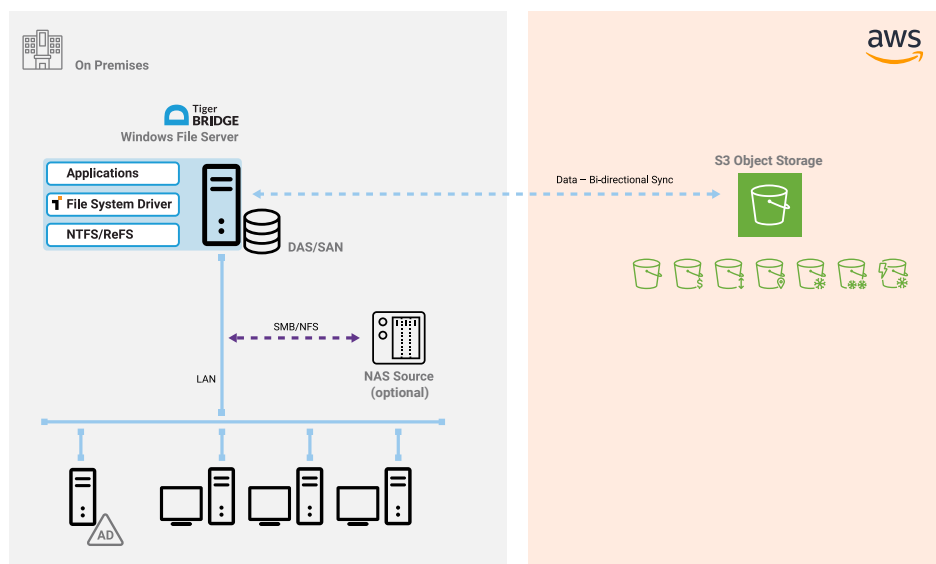 On Premises
aws
Tiger
BRIDGE
Windows File Server
Applications
File System Driver
NTFS/ReFS
DAS/SAN
Data – Bi-directional Sync
S3 Object Storage
SMB/NFS
NAS Source
(optional)
LAN
AD